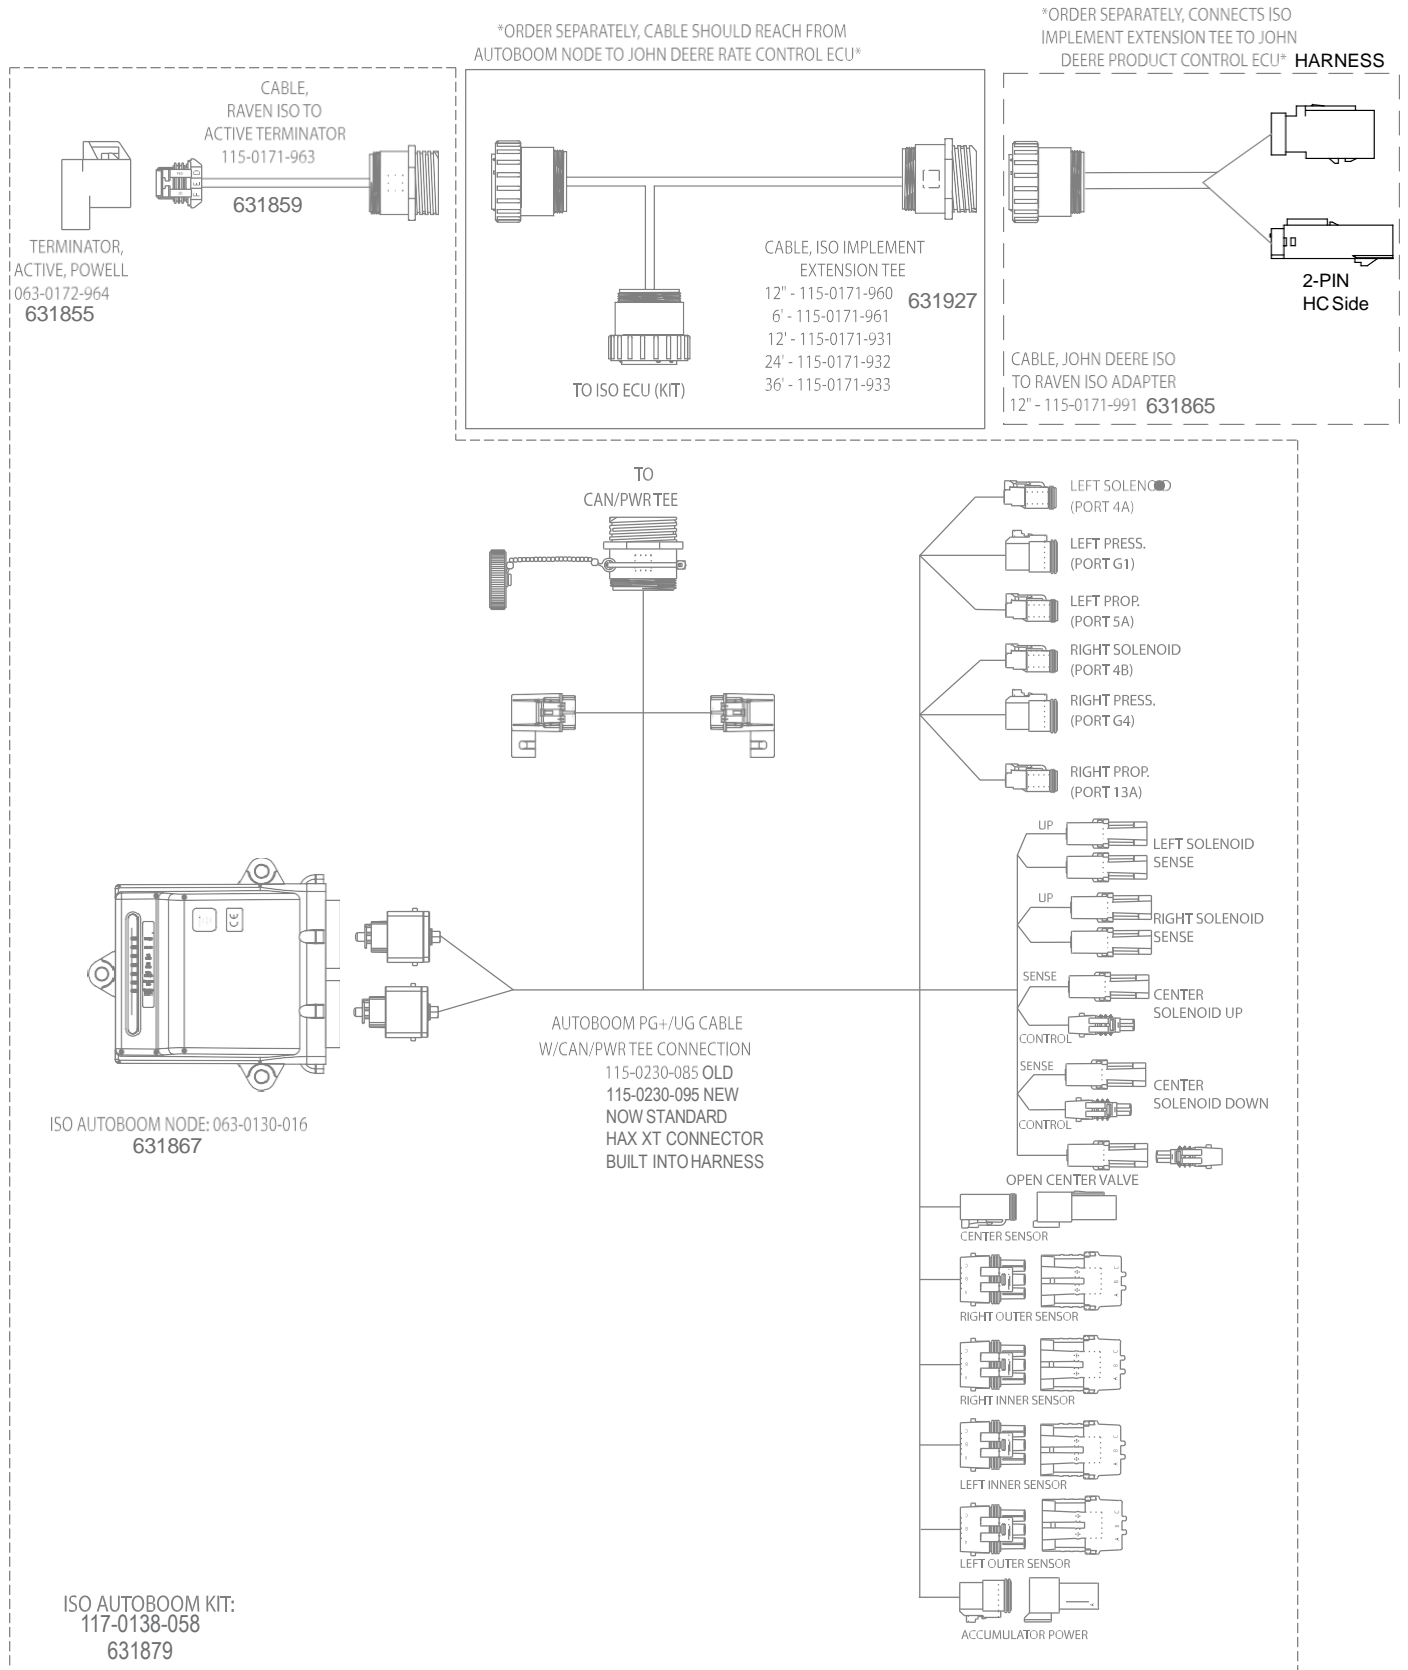 *ORDER SEPARATELY, CABLE SHOULD REACH FROM
AUTOBOOM NODE TO JOHN DEERE RATE CONTROL ECU*
*ORDER SEPARATELY, CONNECTS ISO
IMPLEMENT EXTENSION TEE TO JOHN
DEERE PRODUCT CONTROL ECU* HARNESS
CABLE,
RAVEN ISO TO
ACTIVE TERMINATOR
115-0171-963
631859
TERMINATOR,
ACTIVE, POWELL
063-0172-964
631855
CABLE, ISO IMPLEMENT
EXTENSION TEE
12" - 115-0171-960
6' - 115-0171-961
12' - 115-0171-931
24' - 115-0171-932
36' - 115-0171-933
631927
TO ISO ECU (KIT)
2-PIN
HC Side
CABLE, JOHN DEERE ISO
TO RAVEN ISO ADAPTER
12" - 115-0171-991 631865
TO
CAN/PWR TEE
LEFT SOLENOID
(PORT 4A)
LEFT PRESS.
(PORT G1)
LEFT PROP.
(PORT 5A)
RIGHT SOLENOID
(PORT 4B)
RIGHT PRESS.
(PORT G4)
RIGHT PROP.
(PORT 13A)
UP
LEFT SOLENOID
SENSE
UP
RIGHT SOLENOID
SENSE
SENSE
CENTER
SOLENOID UP
CONTROL
SENSE
CENTER
SOLENOID DOWN
CONTROL
OPEN CENTER VALVE
CENTER SENSOR
RIGHT OUTER SENSOR
RIGHT INNER SENSOR
LEFT INNER SENSOR
LEFT OUTER SENSOR
ACCUMULATOR POWER
CE
ISO AUTOBOOM NODE: 063-0130-016
631867
AUTOBOOM PG+/UG CABLE
W/CAN/PWR TEE CONNECTION
115-0230-085 OLD
115-0230-095 NEW
NOW STANDARD
HAX XT CONNECTOR
BUILT INTO HARNESS
ISO AUTOBOOM KIT:
117-0138-058
631879